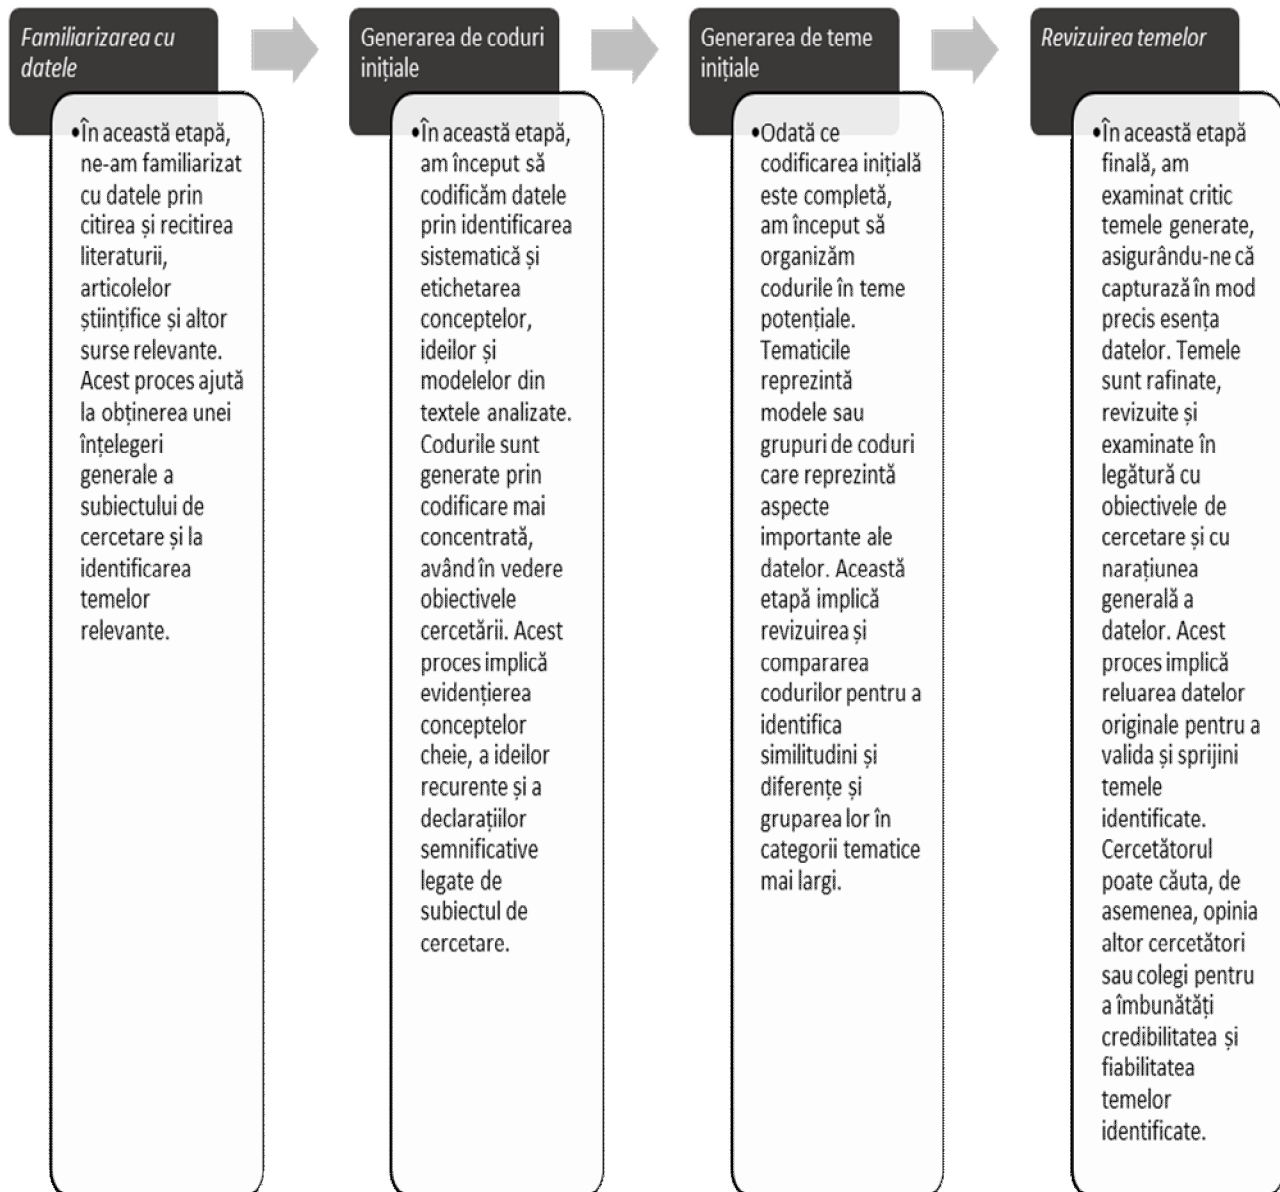 Familiarizarea cu
datele
•În această etapă,
ne-am familiarizat
cu datele prin
citirea și recitirea
literaturii,
articolelor
științifice și altor
surse relevante.
Acest proces ajută
la obținerea unei
înțelegeri
generale a
subiectului de
cercetare și la
identificarea
temelor
relevante.
Generarea de coduri
inițiale
•În această etapă,
am început să
codificăm datele
prin identificarea
sistematică și
etichetarea
conceptelor,
ideilor și
modelelor din
textele analizate.
Codurile sunt
generate prin
codificare mai
concentrată,
având în vedere
obiectivele
cercetării. Acest
proces implică
evidențierea
conceptelor
cheie, a ideilor
recurente și a
declarațiilor
semnificative
legate de
subiectul de
cercetare.
Generarea de teme
inițiale
•Odată ce
codificarea inițială
este completă,
am început să
organizăm
codurile în teme
potențiale.
Tematicile
reprezintă
modele sau
grupuri de coduri
care reprezintă
aspecte
importante ale
datelor. Această
etapă implică
revizuirea și
compararea
codurilor pentru a
identifica
similitudini și
diferențe și
gruparea lor în
categorii tematice
mai largi.
Revizuirea temelor
•În această etapă
finală, am
examinat critic
temele generate,
asigurându-ne că
capturază în mod
precis esența
datelor. Temele
sunt rafinate,
revizuite și
examinate în
legătură cu
obiectivele de
cercetare și cu
narațiunea
generală a
datelor. Acest
proces implică
reluarea datelor
originale pentru a
valida și sprijini
temele
identificate.
Cercetătorul
poate căuta, de
asemenea, opinia
altor cercetători
sau colegi pentru
a îmbunătăți
credibilitatea și
fiabilitatea
temelor
identificate.